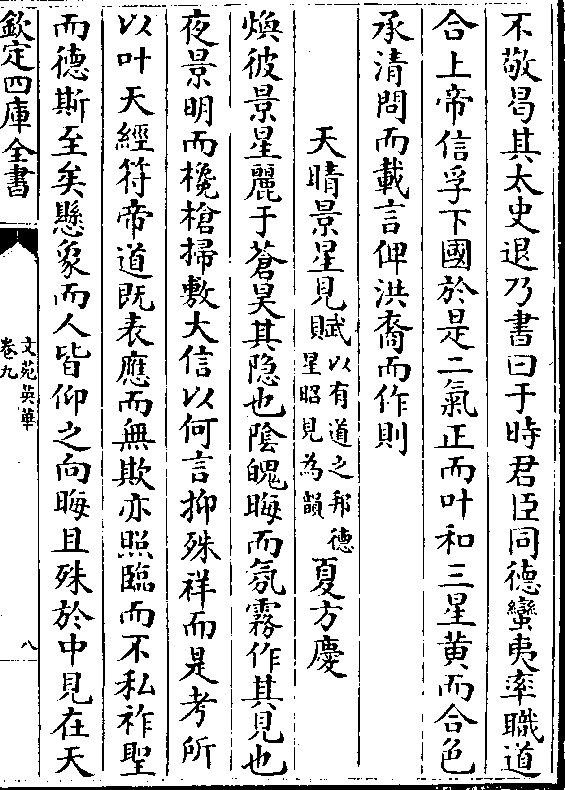 不敬曷其太史退乃書曰于時君臣同德蠻夷率職道
合上帝信孚下國於是二氣正而叶和三星黄而合色
承清問而載言俾洪裔而作則
天晴景星見賦以有道之邦德星昭見為韻夏方慶
煥彼景星麗于蒼昊其隐也陰魄晦而氛霧作其見也
夜景明而欃槍掃敷大信以何言抑殊祥而是考所
以叶天經符帝道既表應而無欺亦照臨而不私祚聖
而德斯至矣懸象而人皆仰之向晦且殊於中見在天
欽定四庫全書
文苑英華
卷九
八